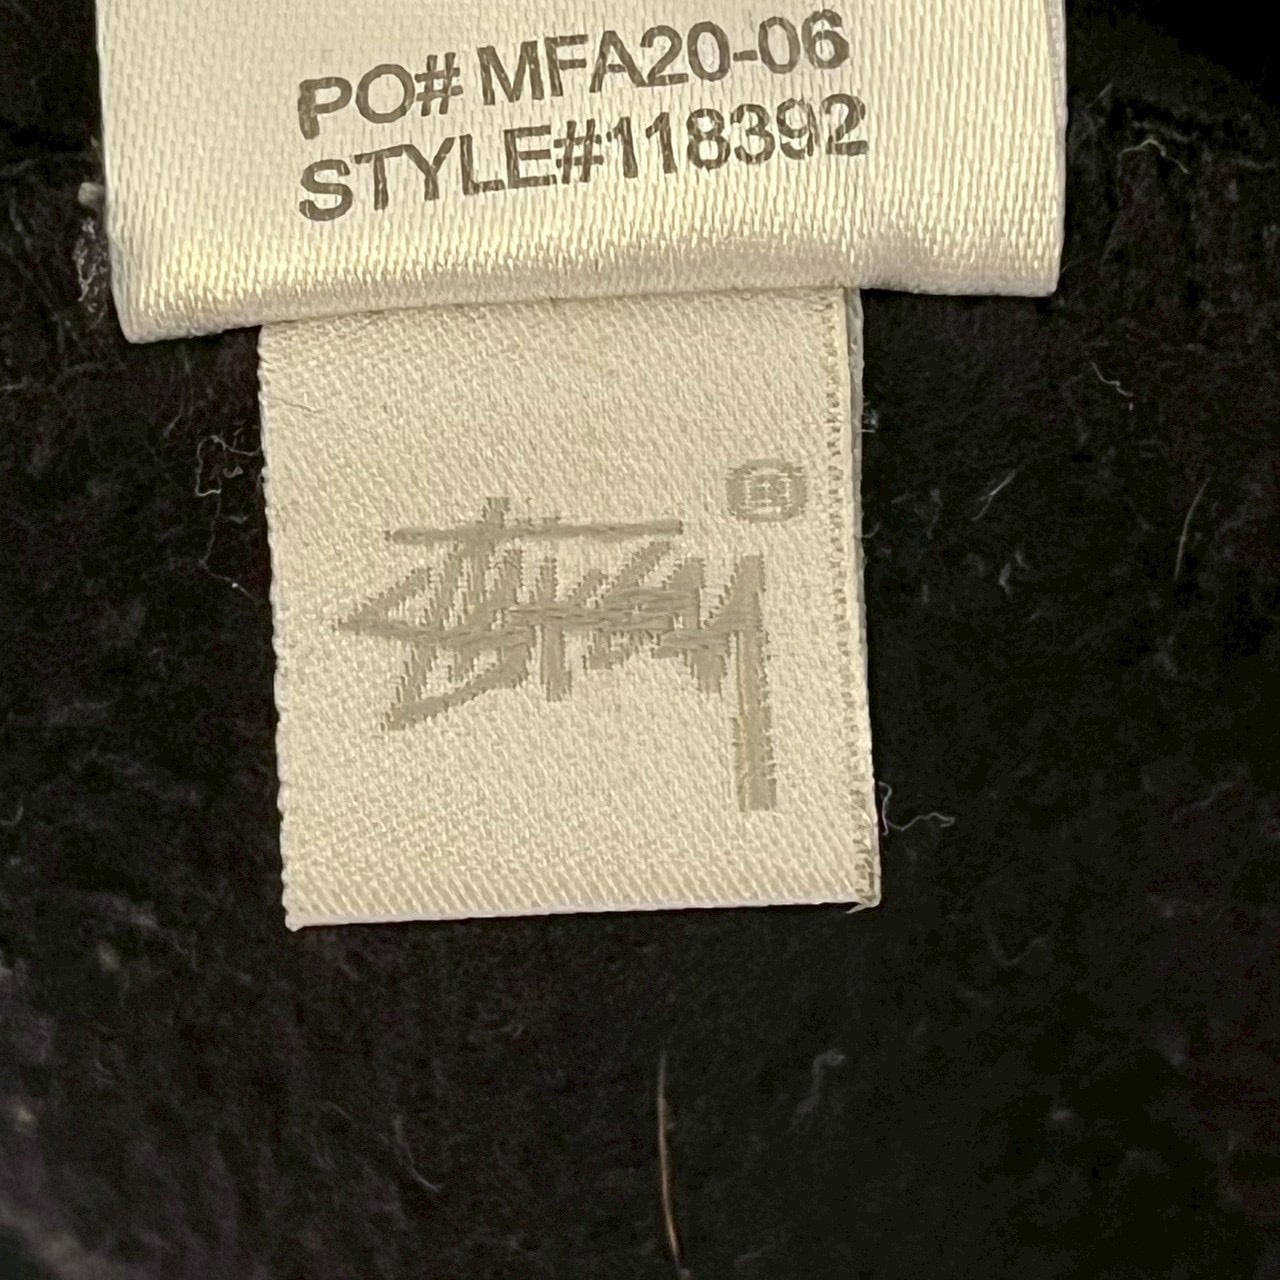 PO# MFA20-06
STYLE#118392
Stüssy
®